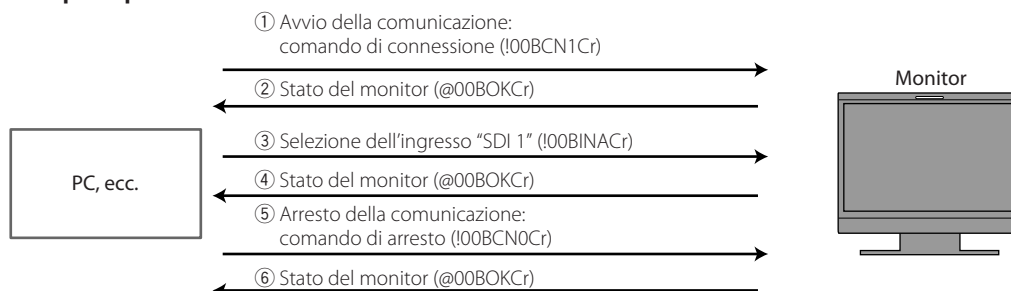 ① Avvio della comunicazione:
comando di connessione (!00BCN1Cr)
② Stato del monitor (@00BOKCr)
Monitor
③ Selezione dell’ingresso “SDI 1” (!00BINACr)
PC, ecc.
④ Stato del monitor (@00BOKCr)
⑤ Arresto della comunicazione:
comando di arresto (!00BCN0Cr)
⑥ Stato del monitor (@00BOKCr)